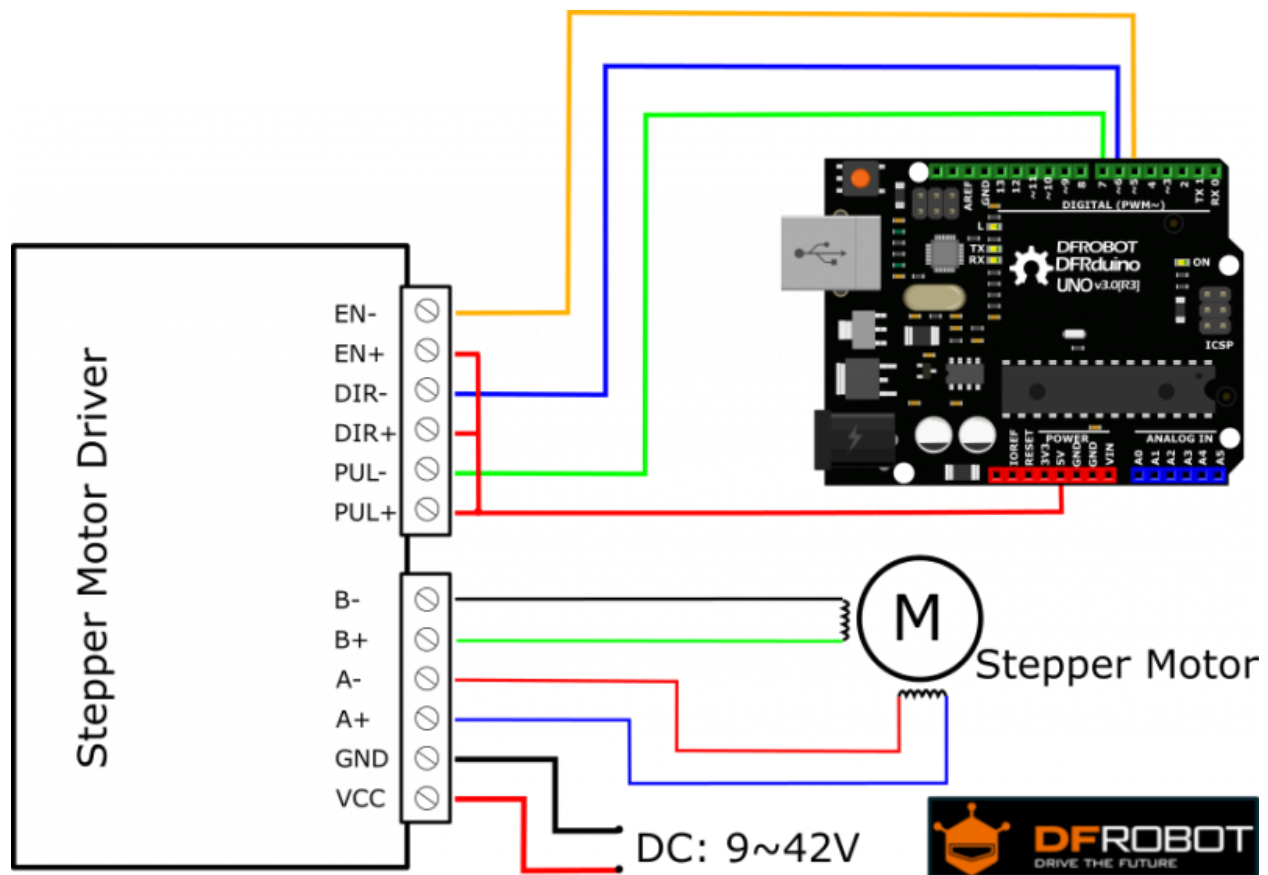 Stepper Motor Driver
EN-
EN+
DIR-
DIR+
PUL-
PUL+
B-
B+
A-
A+
GND
VCC
DC: 9~42V
AREF
GND
13
12
~11
~10
~9
8
7
~6
~5
4
~3
2
TX 1
RX 0
DIGITAL (PWM~)
L
TX
RX
DFROBOT
DFRduino
UNO v3.0[R3]
ON
ICSP
POWER
ANALOG IN
IOREF
RESET
3V3
5V
GND
GND
VIN
A0
A1
A2
A3
A4
A5
M
Stepper Motor
DFROBOT
DRIVE THE FUTURE